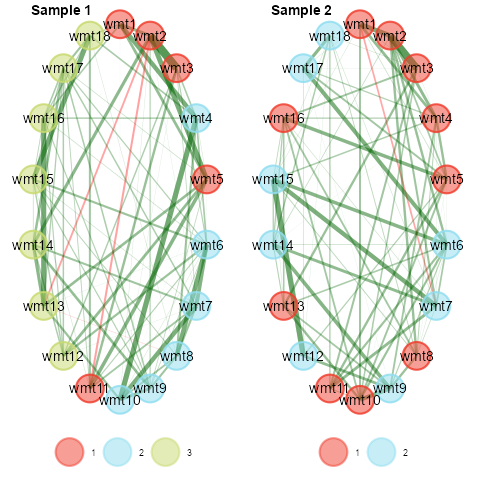 Sample 1
wmt1
wmt2
wmt3
wmt4
wmt5
wmt6
wmt7
wmt8
wmt9
wmt10
wmt11
wmt12
wmt13
wmt14
wmt15
wmt16
wmt17
wmt18
1 2 3
Sample 2
wmt1
wmt2
wmt3
wmt4
wmt5
wmt6
wmt7
wmt8
wmt9
wmt10
wmt11
wmt12
wmt13
wmt14
wmt15
wmt16
wmt17
wmt18
1 2